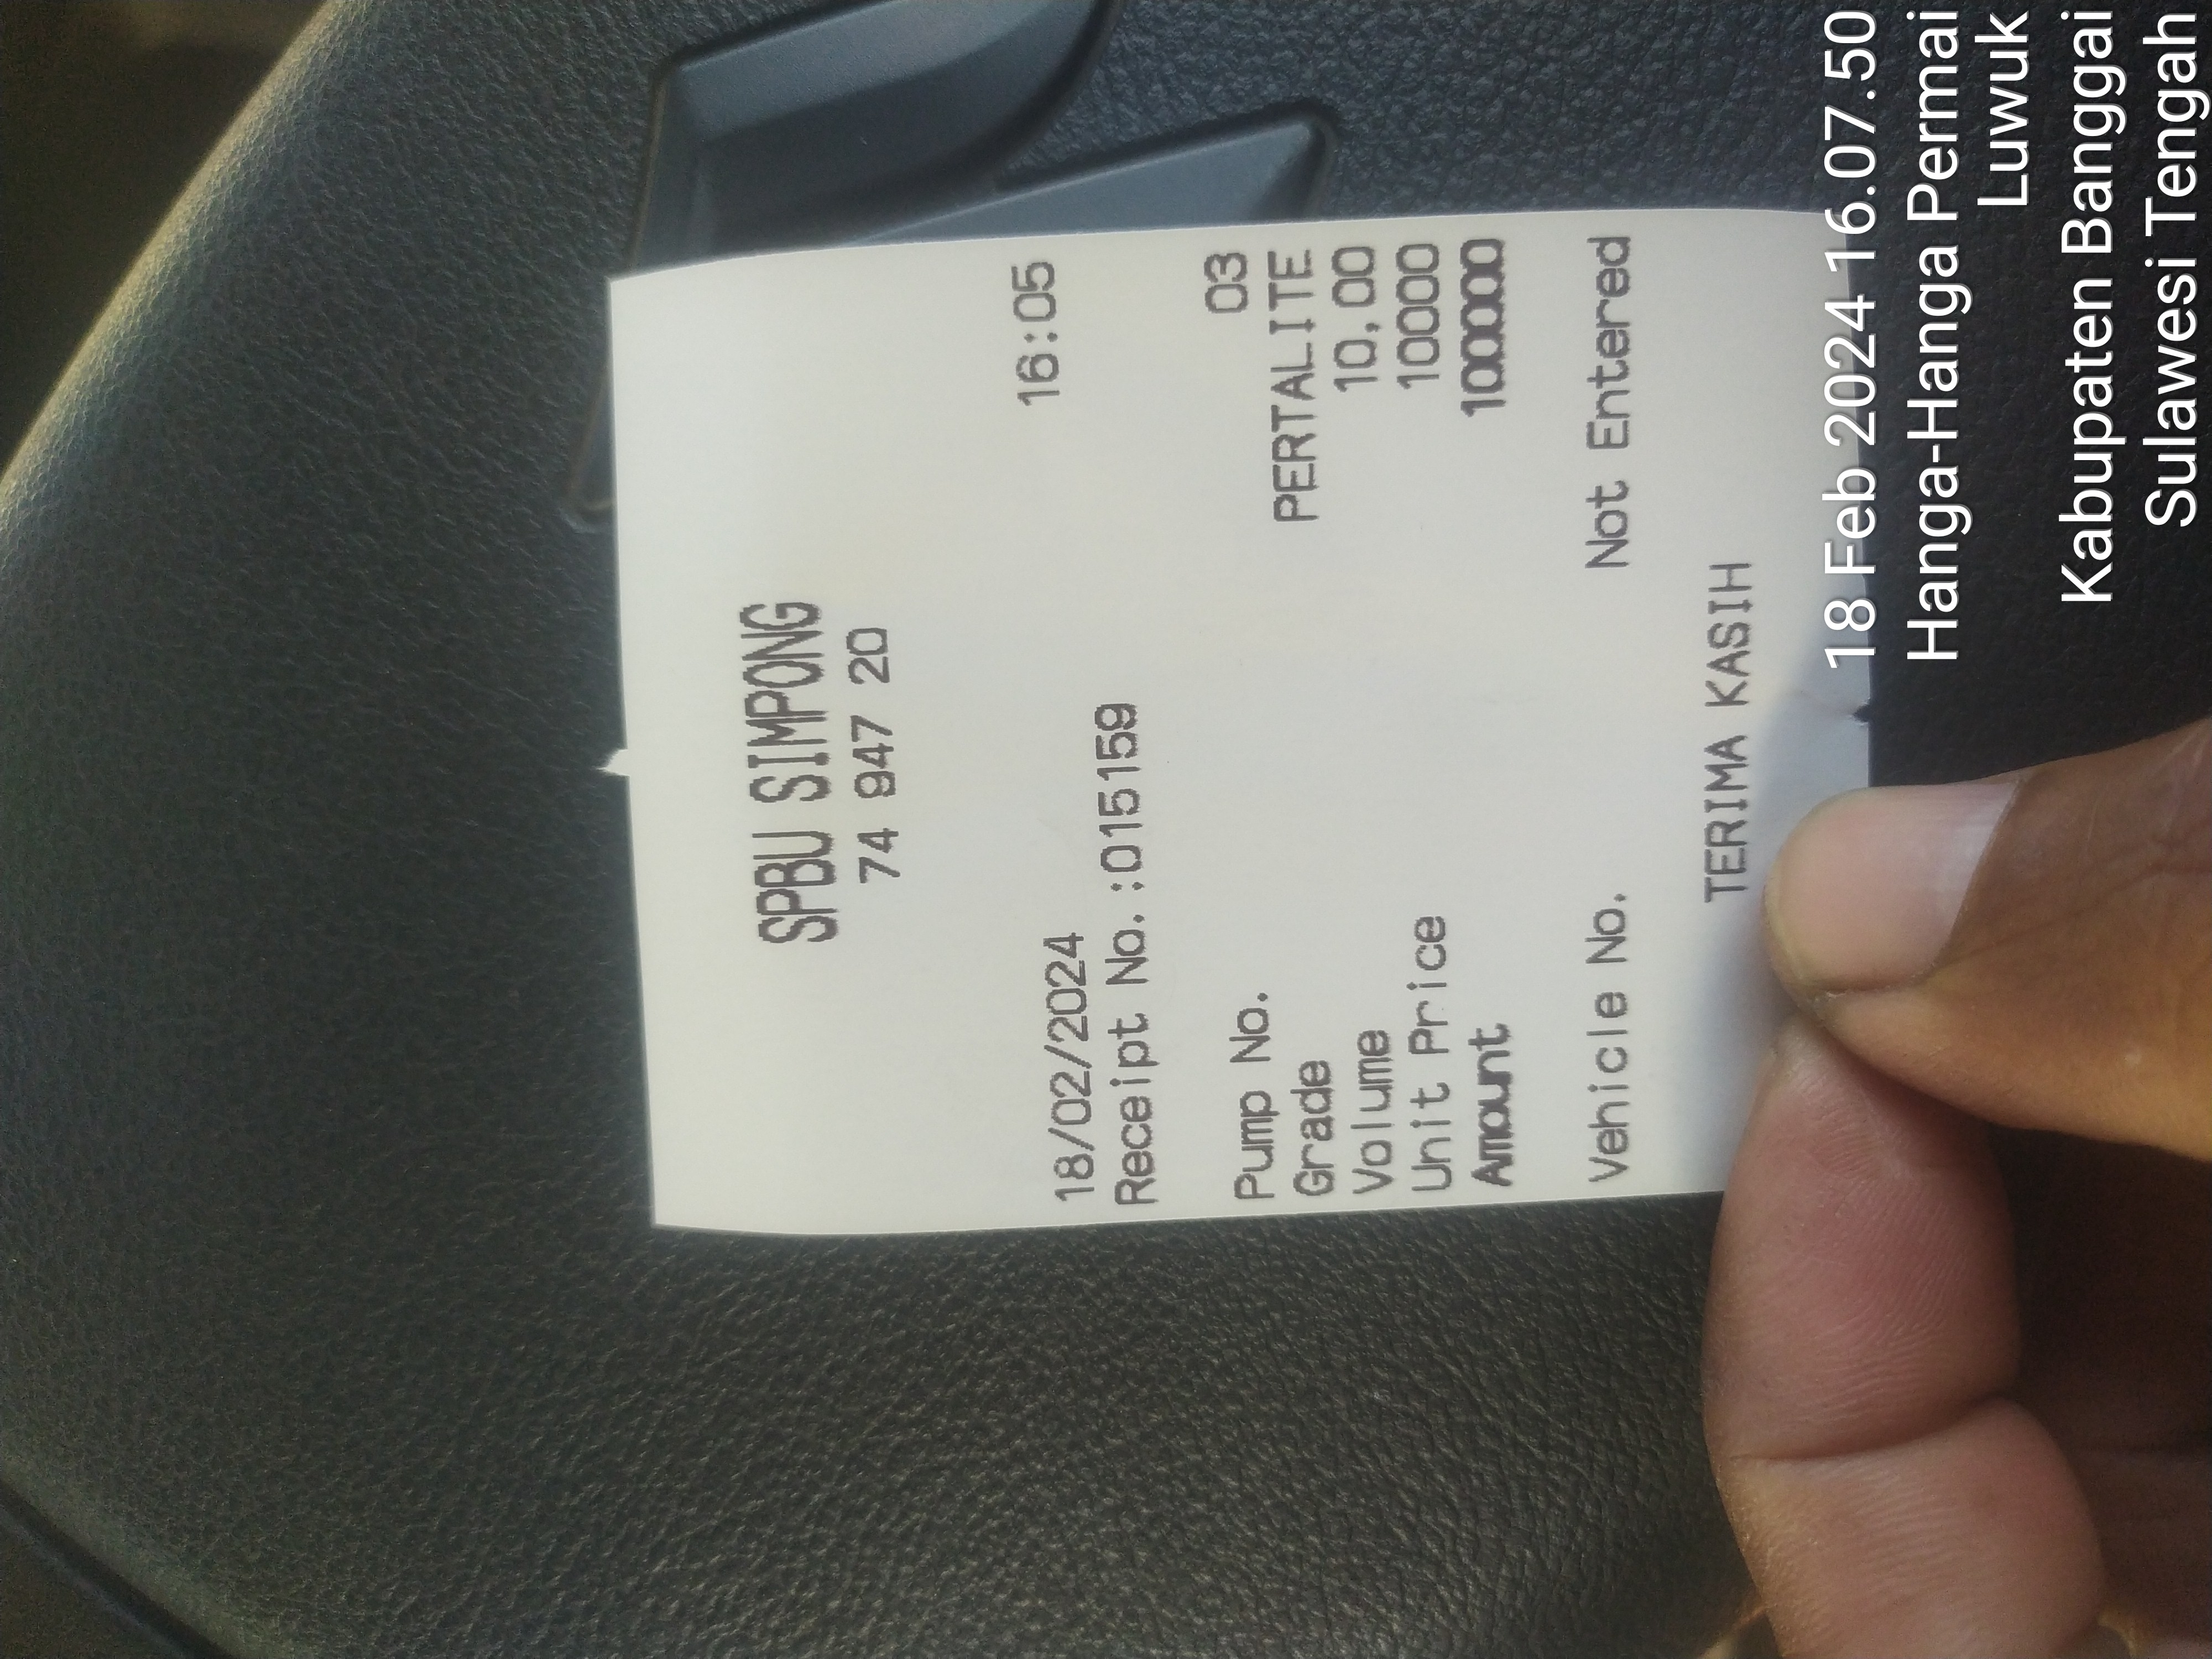 SPBU SIMPONG
74 947 20
18/02/2024 16:05
Receipt No.:015159
Pump No. 03
Grade PERTALITE
Volume 10,00
Unit Price 10000
Amount 100000
Vehicle No. Not Entered
TERIMA KASIH
18 Feb 2024 16.07.50
Hanga-Hanga Permai
Luwuk
Kabupaten Banggai
Sulawesi Tengah